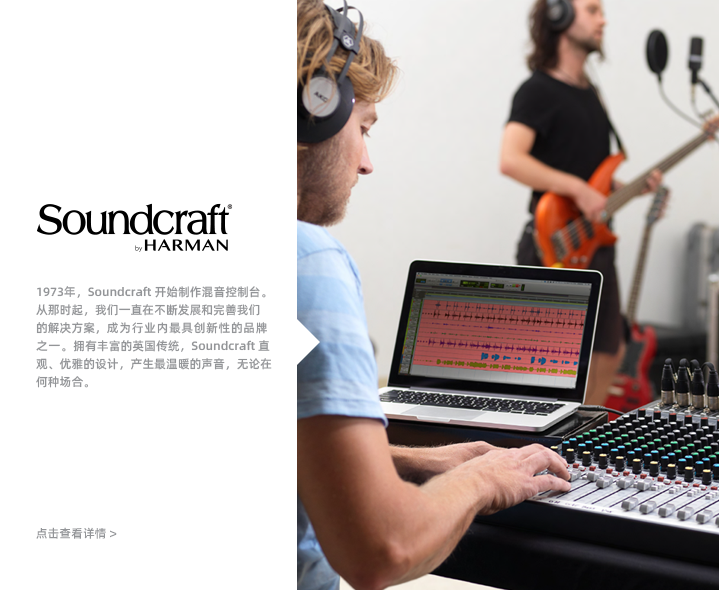 Soundcraft®
by HARMAN
1973年，Soundcraft 开始制作混音控制台。
从那时起，我们一直在不断发展和完善我们
的解决方案，成为行业内最具创新性的品牌
之一。拥有丰富的英国传统，Soundcraft 直
观、优雅的设计，产生最温暖的声音，无论在
何种场合。
点击查看详情 >
AKG